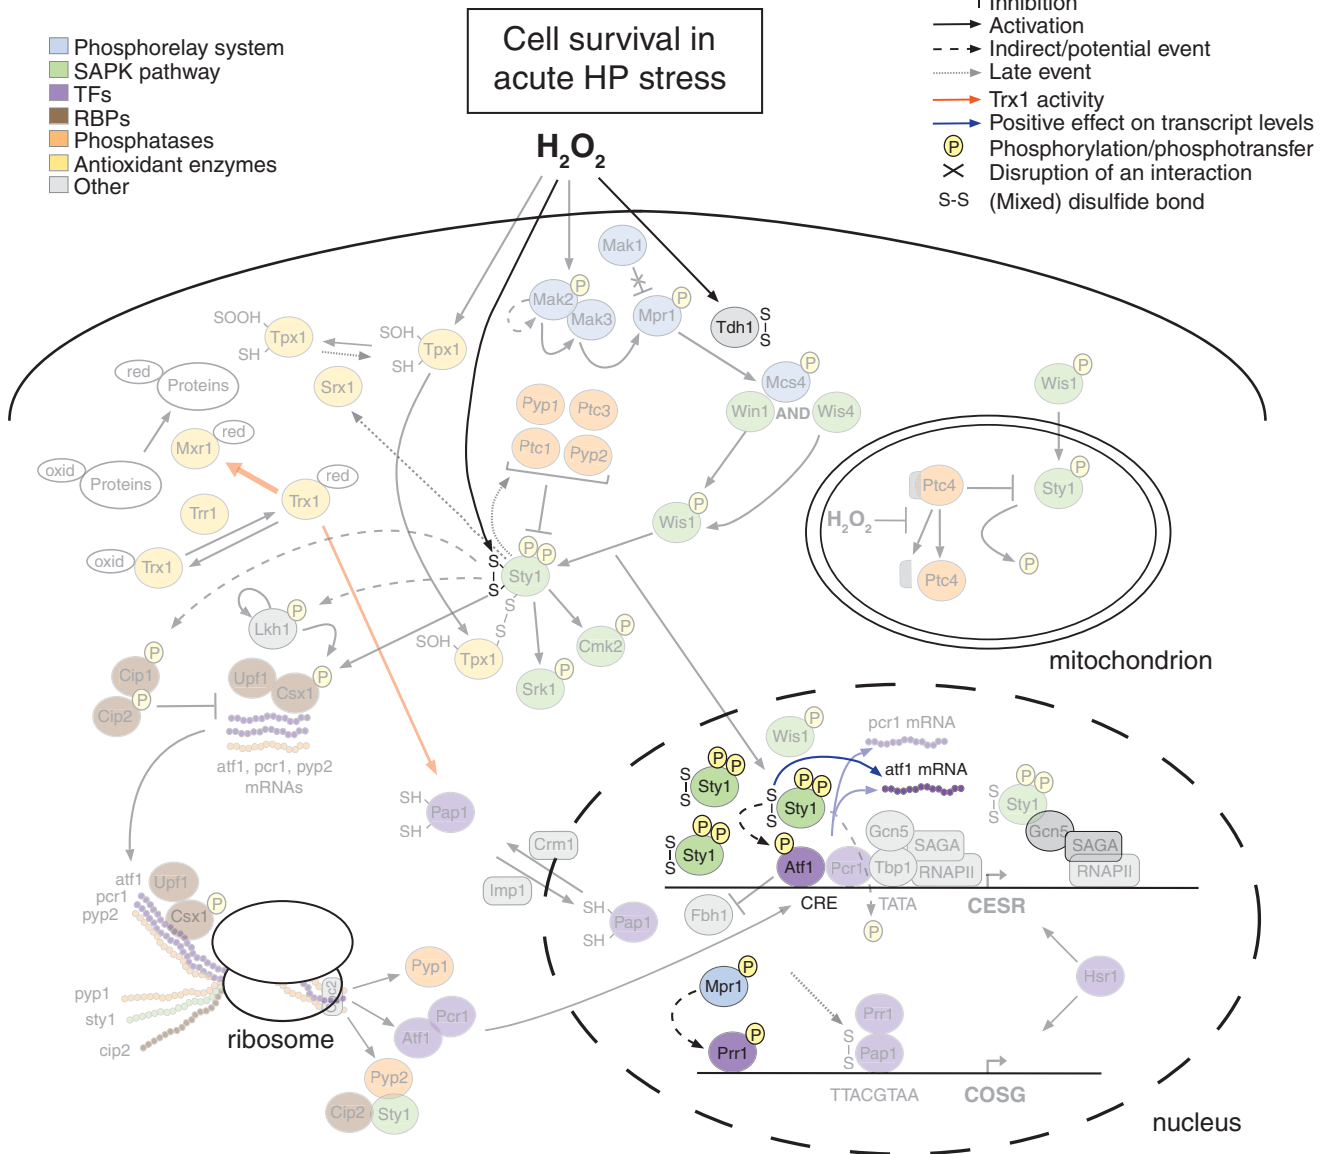 Cell survival in
acute HP stress
H2O2
Phosphorelay system
SAPK pathway
TFs
RBPs
Phosphatases
Antioxidant enzymes
Other
Inhibition
Activation
Indirect/potential event
Late event
Trx1 activity
Positive effect on transcript levels
P Phosphorylation/phosphotransfer
Disruption of an interaction
S-S (Mixed) disulfide bond
Mak1
Mak2 P
Mak3
Mpr1 P
Tdh1 S S
SOOH
SH
Tpx1
SOH
SH
Tpx1
Srx1
red
Proteins
Mxr1 red
oxid
Proteins
Trx1 red
Trr1
oxid Trx1
Pyp1 Ptc3
Ptc1 Pyp2
Mcs4 P
Win1 AND Wis4
Wis1 P
Wis1 P
Ptc4
Sty1 P
H2O2
P
Ptc4
mitochondrion
S S Sty1 P P
S
S
SOH Tpx1
Cmk2 P
Srk1 P
Lkh1 P
Cip1 P
Cip2 P
Upf1
Csx1 P
atf1, pcr1, pyp2
mRNAs
SH
SH
Pap1
Crm1
Imp1
SH
SH
Pap1
Wis1 P
pcr1 mRNA
atf1 mRNA
S S Sty1 P P
S S Sty1 P P
S S Sty1 P P
S S Sty1 P P
Gcn5
SAGA
RNAPII
P
Atf1
Pcr1
Gcn5
Tbp1
SAGA
RNAPII
CRE
TATA
CESR
Fbh1
P
Hsr1
Mpr1 P
Prr1 P
Prr1
S S Pap1
TTACGTAA
COSG
nucleus
atf1
pcr1
pyp2
Upf1
Csx1 P
pyp1
sty1
cip2
ribosome
Pyp1
Pcr1
Atf1
Pyp2
Cip2 Sty1